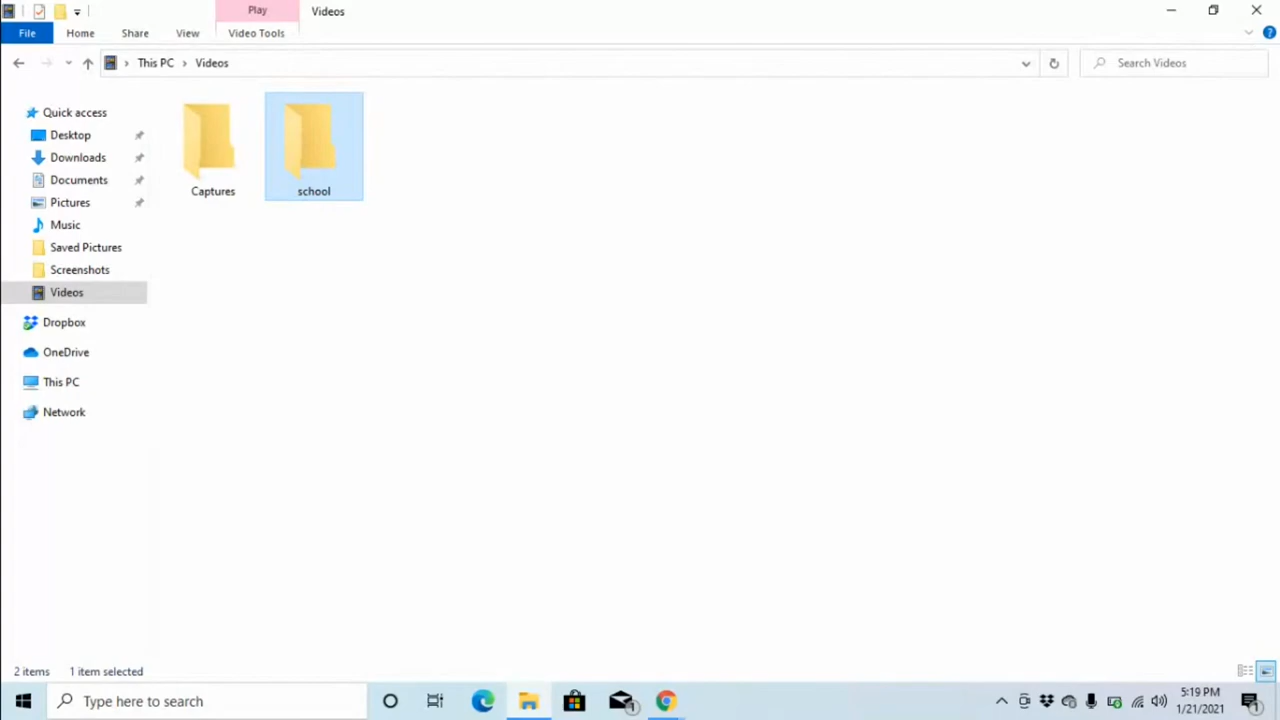 Play
Videos
File
Home
Share
View
Video Tools
This PC
Videos
Search Videos
Quick access
Desktop
Downloads
Documents
Pictures
Music
Saved Pictures
Screenshots
Videos
Dropbox
OneDrive
This PC
Network
Captures
school
2 items
1 item selected
Type here to search
1
5:19 PM
1/21/2021
1